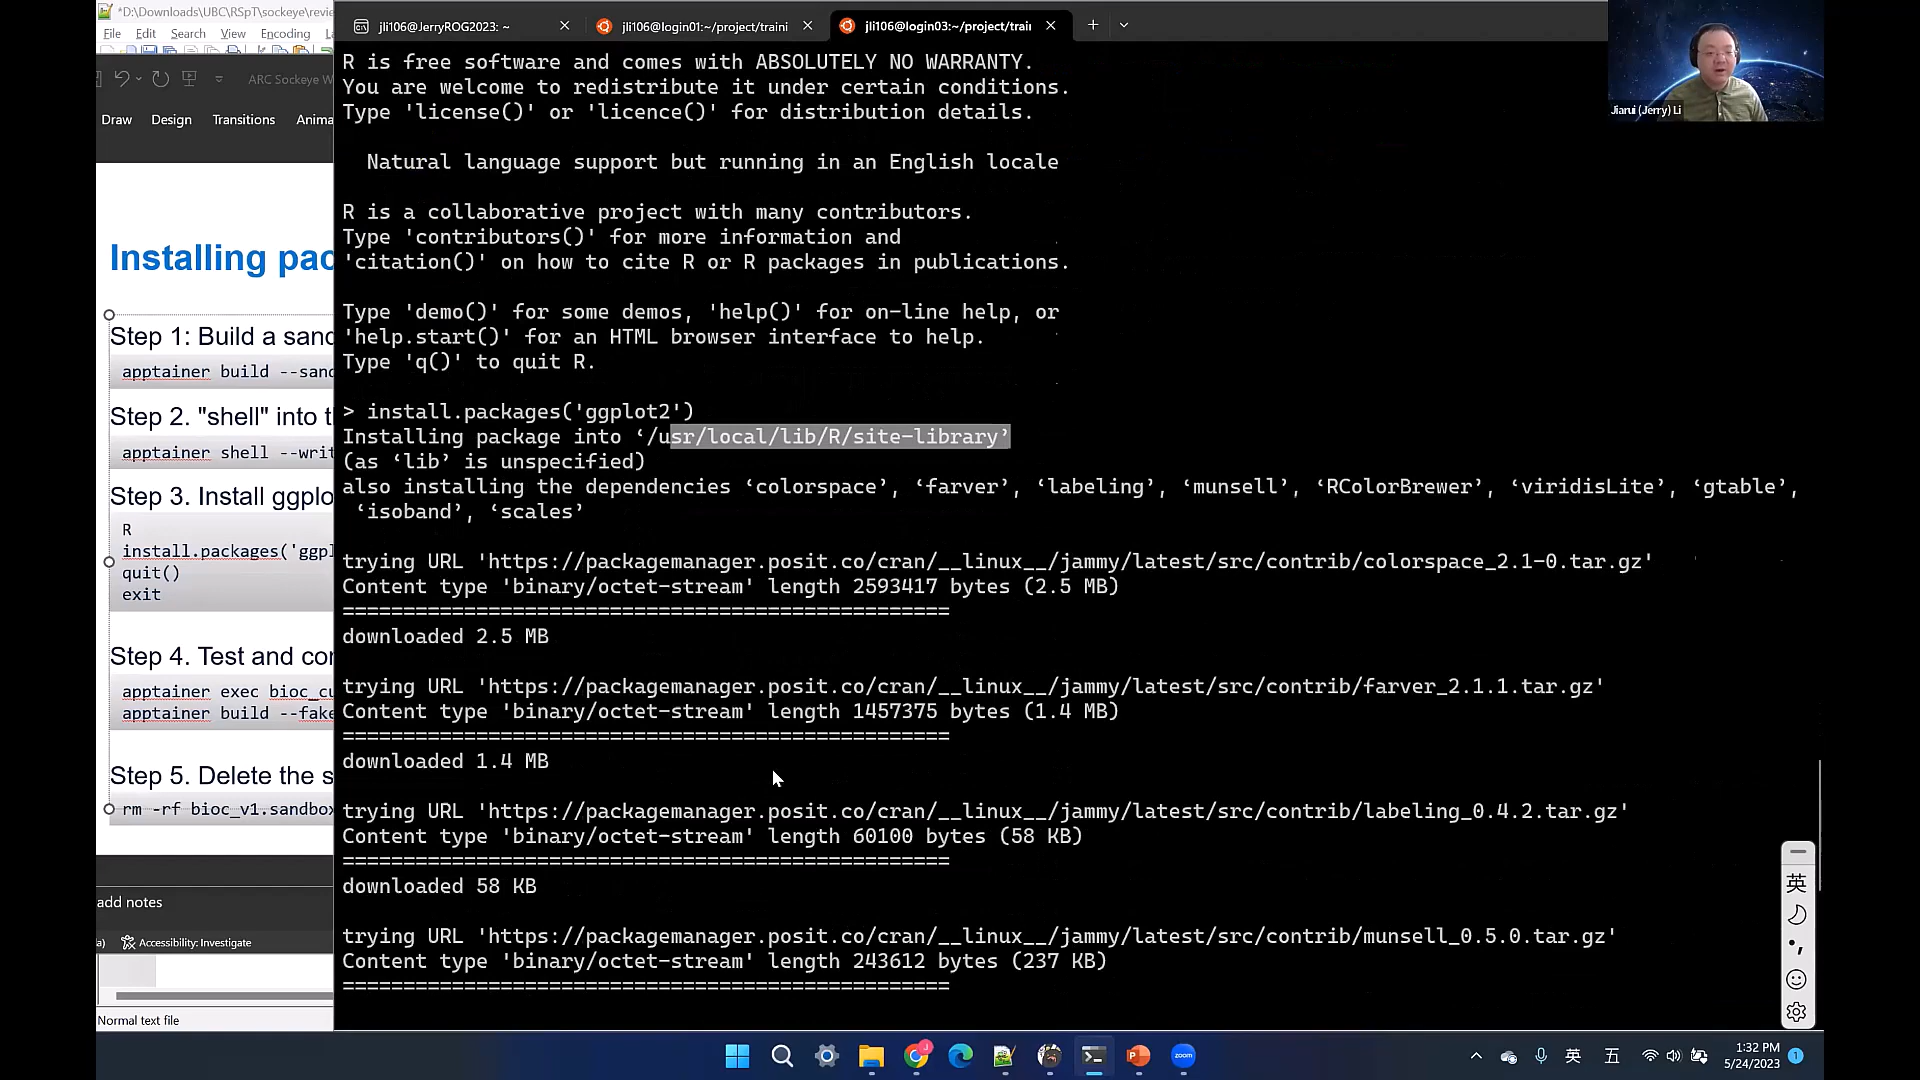 *D:\Downloads\UBC\RSpT\sockeye\revie
File Edit Search View Encoding
ARC Sockeye W
Draw Design Transitions Anima
Installing pac
Step 1: Build a sand
apptainer build --sand
Step 2. "shell" into t
apptainer shell --writ
Step 3. Install ggplo
R
install.packages('ggpl
quit()
exit
Step 4. Test and con
apptainer exec bioc_cu
apptainer build --fake
Step 5. Delete the s
rm -rf bioc_v1.sandbox
add notes
a) Accessibility: Investigate
Normal text file
jli106@JerryROG2023: ~
jli106@login01:~/project/traini
jli106@login03:~/project/train
R is free software and comes with ABSOLUTELY NO WARRANTY.
You are welcome to redistribute it under certain conditions.
Type 'license()' or 'licence()' for distribution details.
Natural language support but running in an English locale
R is a collaborative project with many contributors.
Type 'contributors()' for more information and
'citation()' on how to cite R or R packages in publications.
Type 'demo()' for some demos, 'help()' for on-line help, or
'help.start()' for an HTML browser interface to help.
Type 'q()' to quit R.
> install.packages('ggplot2')
Installing package into ‘/usr/local/lib/R/site-library’
(as ‘lib’ is unspecified)
also installing the dependencies ‘colorspace’, ‘farver’, ‘labeling’, ‘munsell’, ‘RColorBrewer’, ‘viridisLite’, ‘gtable’,
‘isoband’, ‘scales’
trying URL 'https://packagemanager.posit.co/cran/__linux__/jammy/latest/src/contrib/colorspace_2.1-0.tar.gz'
Content type 'binary/octet-stream' length 2593417 bytes (2.5 MB)
==================================================
downloaded 2.5 MB
trying URL 'https://packagemanager.posit.co/cran/__linux__/jammy/latest/src/contrib/farver_2.1.1.tar.gz'
Content type 'binary/octet-stream' length 1457375 bytes (1.4 MB)
==================================================
downloaded 1.4 MB
trying URL 'https://packagemanager.posit.co/cran/__linux__/jammy/latest/src/contrib/labeling_0.4.2.tar.gz'
Content type 'binary/octet-stream' length 60100 bytes (58 KB)
==================================================
downloaded 58 KB
trying URL 'https://packagemanager.posit.co/cran/__linux__/jammy/latest/src/contrib/munsell_0.5.0.tar.gz'
Content type 'binary/octet-stream' length 243612 bytes (237 KB)
==================================================
Jiarui (Jerry) Li
英
zoom
英
五
1:32 PM
5/24/2023
1